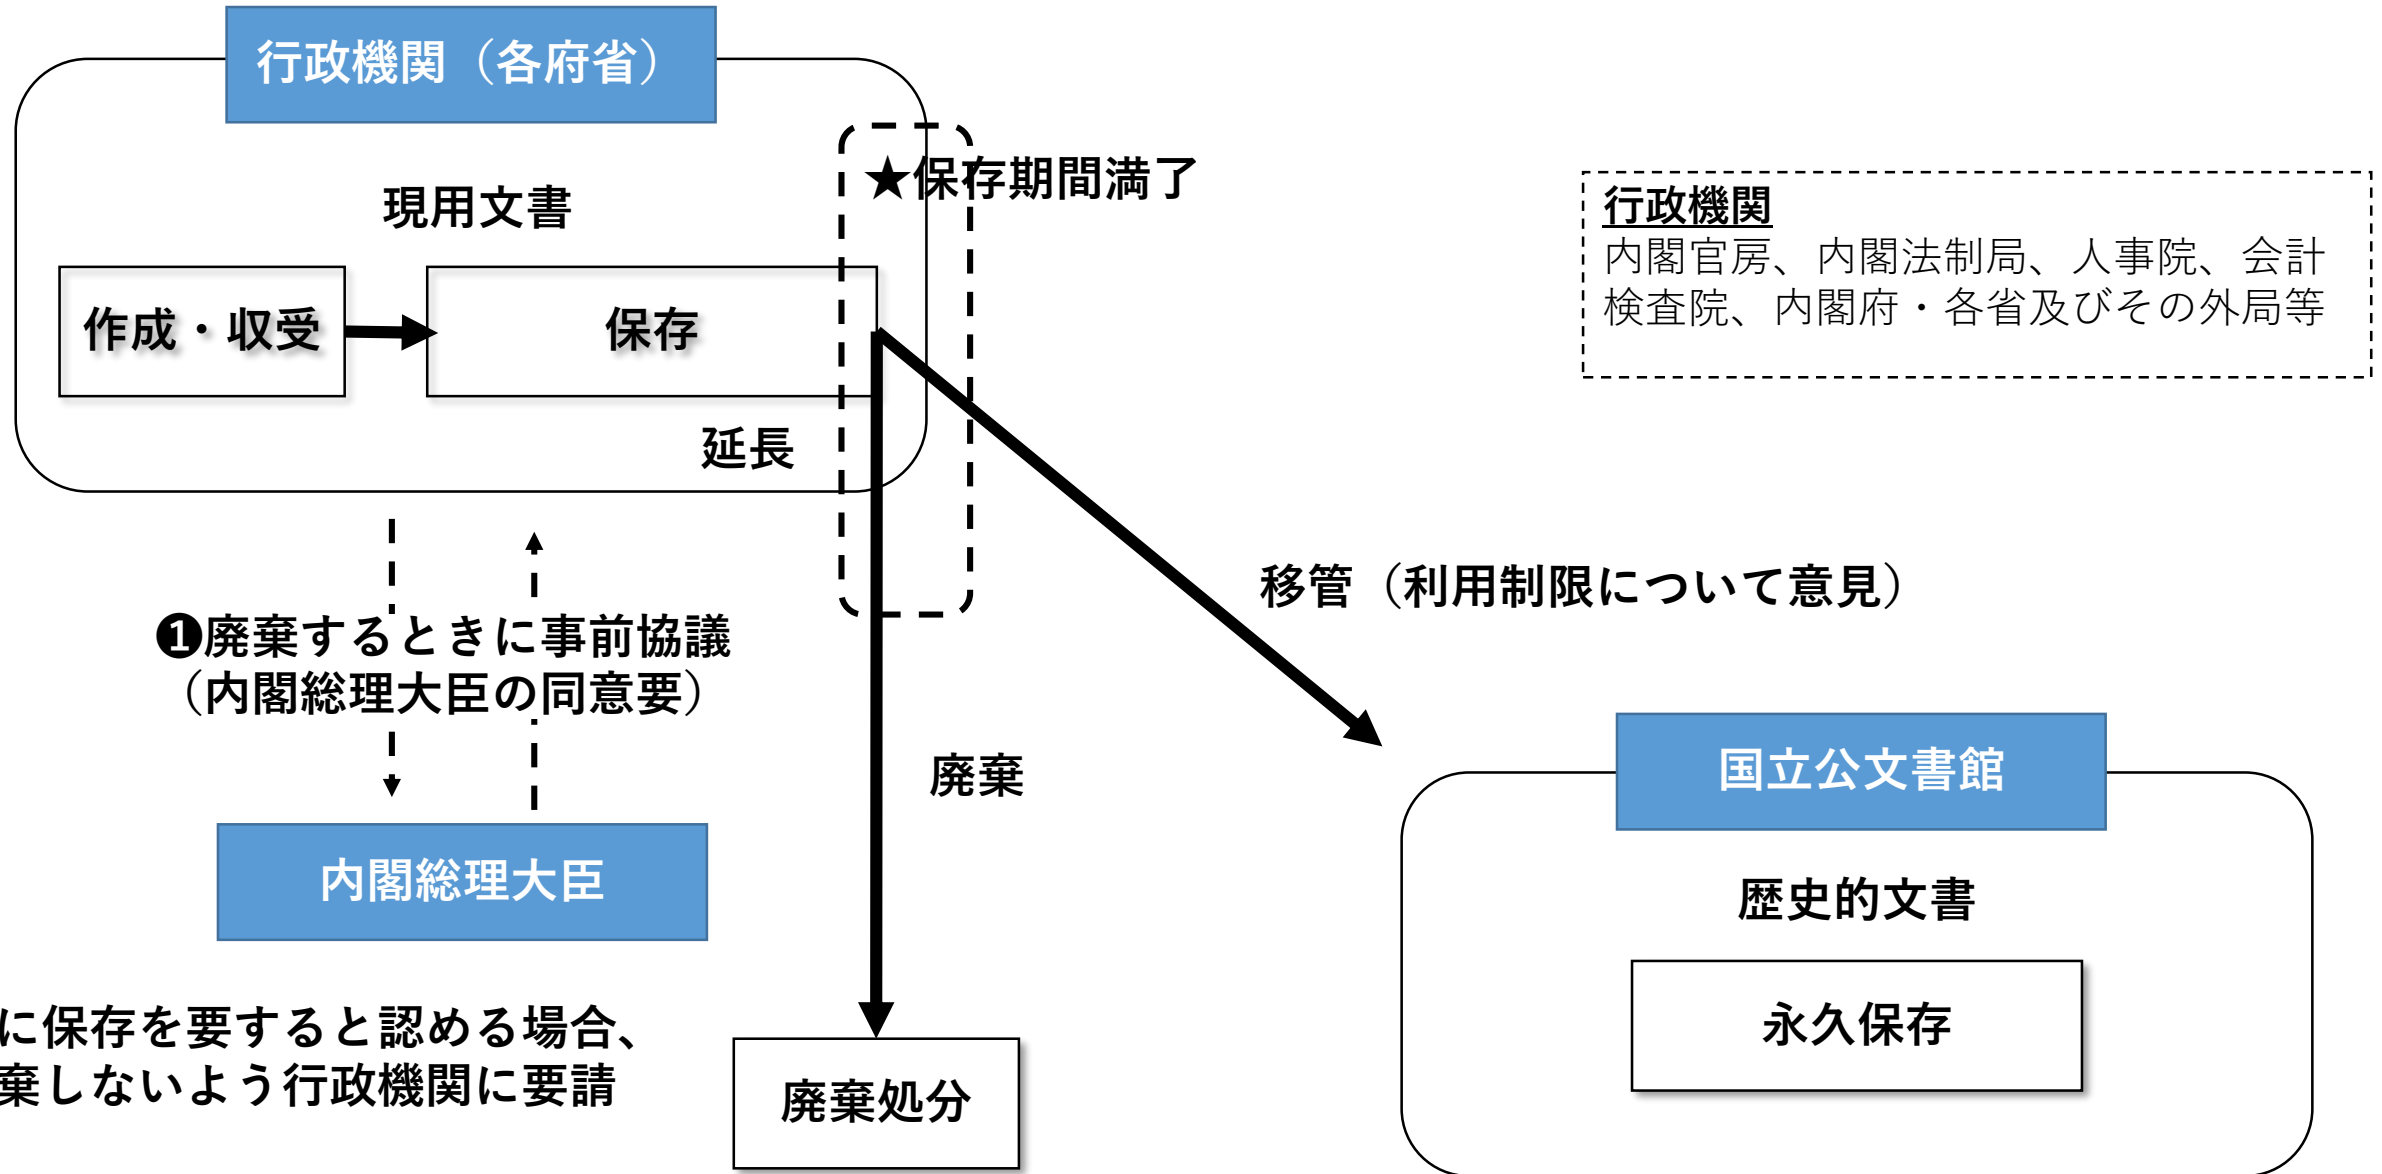 行政機関（各府省）
現用文書
★保存期間満了
作成・収受
保存
延長
行政機関
内閣官房、内閣法制局、人事院、会計
検査院、内閣府・各省及びその外局等
❶廃棄するときに事前協議
（内閣総理大臣の同意要）
移管（利用制限について意見）
廃棄
内閣総理大臣
に保存を要すると認める場合、
棄しないよう行政機関に要請
廃棄処分
国立公文書館
歴史的文書
永久保存